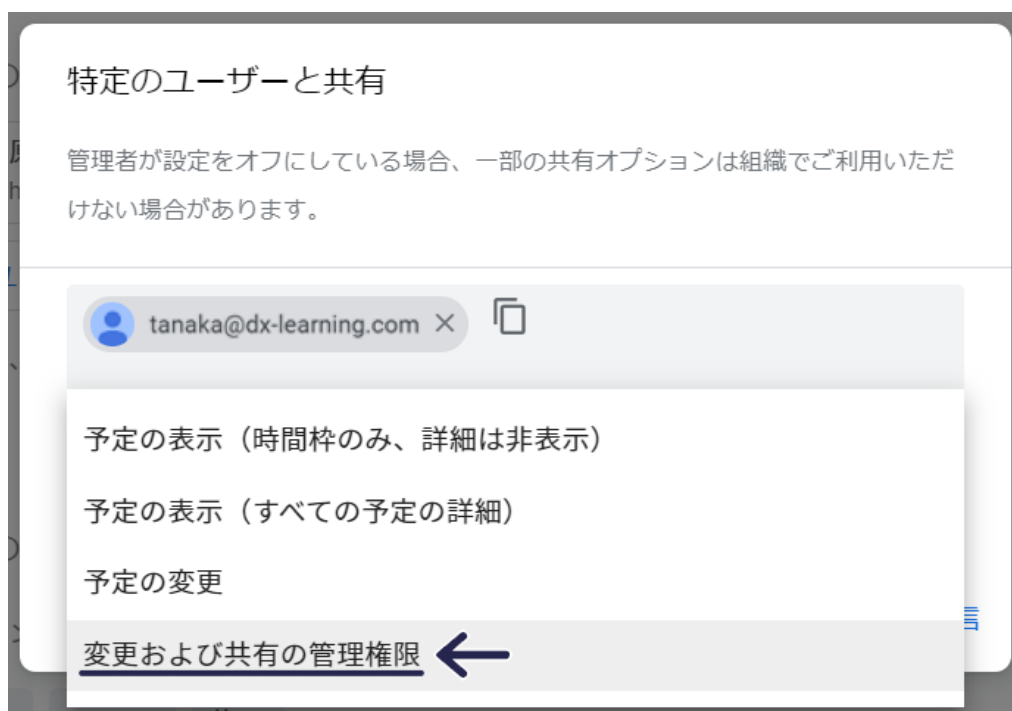 特定のユーザーと共有
管理者が設定をオフにしている場合、一部の共有オプションは組織でご利用いただ
けない場合があります。
tanaka@dx-learning.com
予定の表示（時間枠のみ、詳細は非表示）
予定の表示（すべての予定の詳細）
予定の変更
変更および共有の管理権限